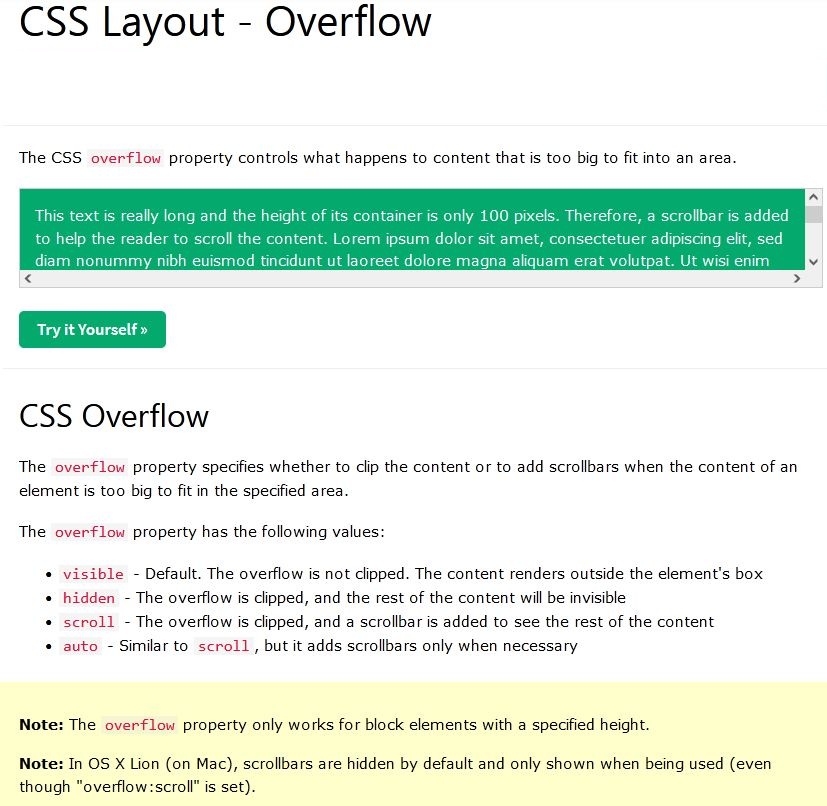 CSS Layout - Overflow
The CSS overflow property controls what happens to content that is too big to fit into an area.
This text is really long and the height of its container is only 100 pixels. Therefore, a scrollbar is added
to help the reader to scroll the content. Lorem ipsum dolor sit amet, consectetuer adipiscing elit, sed
diam nonummy nibh euismod tincidunt ut laoreet dolore magna aliquam erat volutpat. Ut wisi enim
Try it Yourself »
CSS Overflow
The overflow property specifies whether to clip the content or to add scrollbars when the content of an
element is too big to fit in the specified area.
The overflow property has the following values:
• visible - Default. The overflow is not clipped. The content renders outside the element's box
• hidden - The overflow is clipped, and the rest of the content will be invisible
• scroll - The overflow is clipped, and a scrollbar is added to see the rest of the content
• auto - Similar to scroll, but it adds scrollbars only when necessary
Note: The overflow property only works for block elements with a specified height.
Note: In OS X Lion (on Mac), scrollbars are hidden by default and only shown when being used (even
though "overflow:scroll" is set).